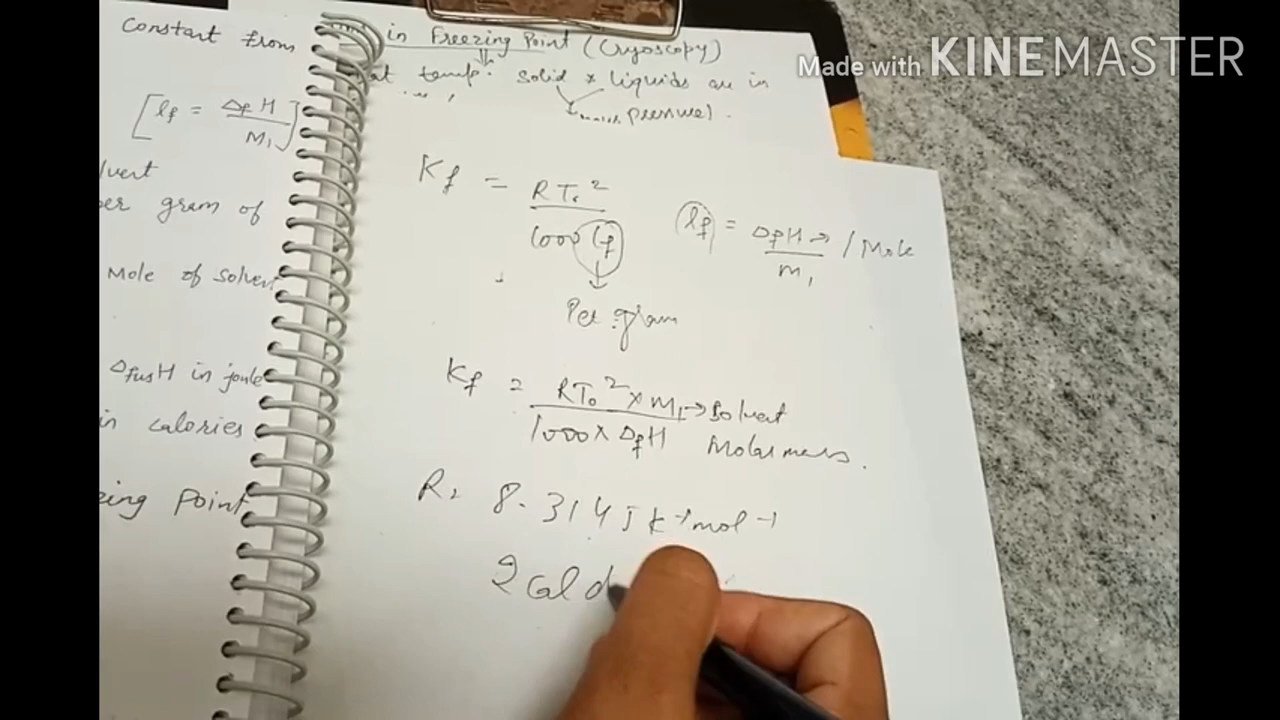 Constant from
[lf = ΔfH / M₁]
lvent
per gram of
Mole of Solvent
ΔfusH in joule
in calories
zing Point
in Freezing Point (Cryoscopy)
at temp. Solid & liquids are in
pressure).
Kf = RT₀² / 1000 lf
Per gram
lf = ΔfH → / Mole
m₁
Kf = RT₀² × M₁ → Solvent
1000 × ΔfH Molar mass.
R = 8.314 J K⁻¹ mol⁻¹
2 Cal d
Made with KINEMASTER